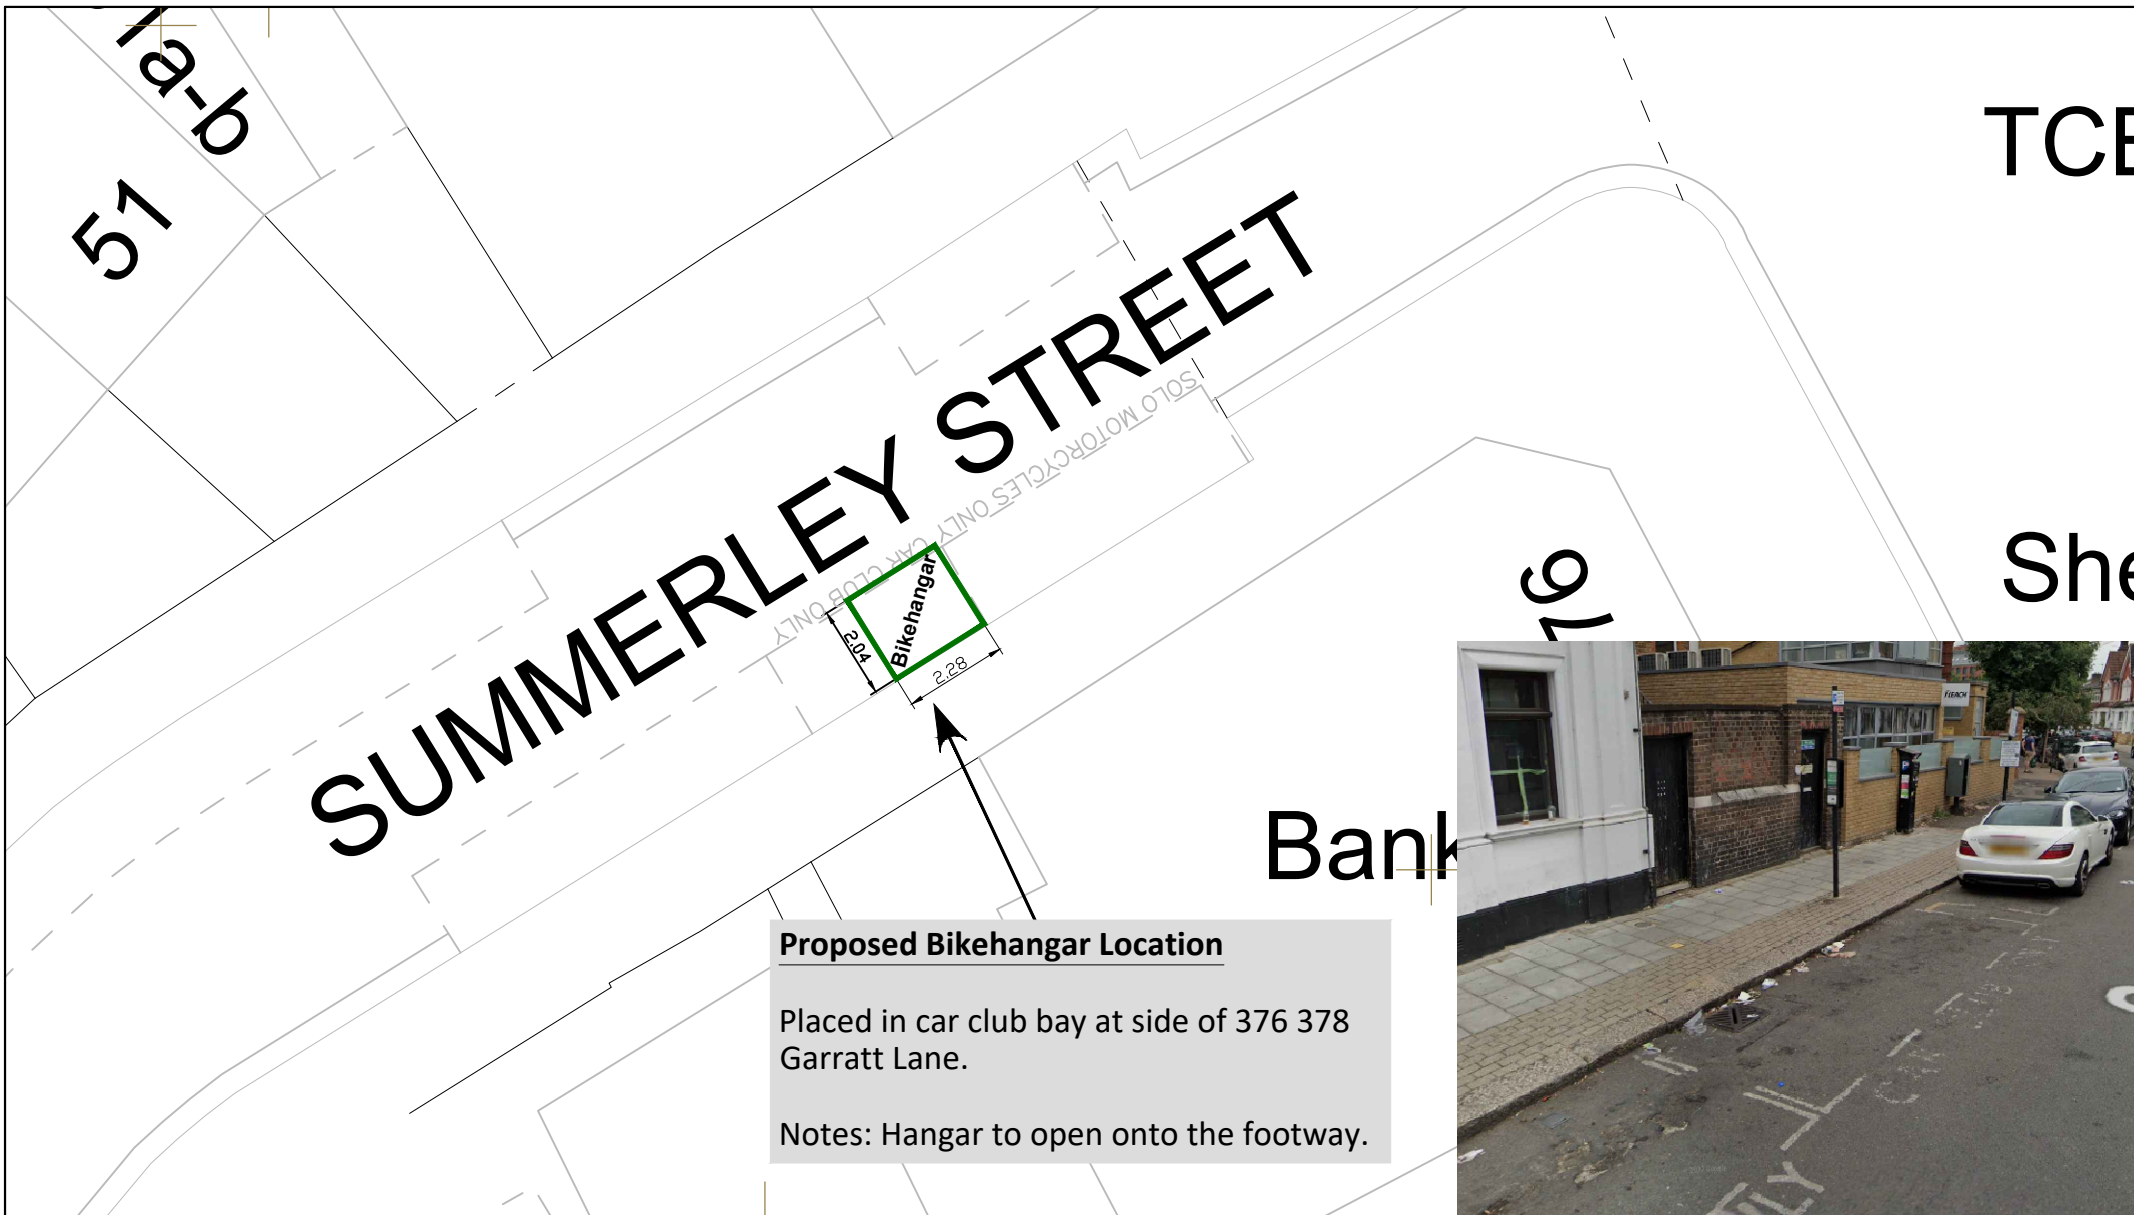 1a-b
51
TCB
SUMMERLEY STREET
SOLO MOTORCYCLES ONLY
CAR CLUB ONLY
Bikehangar
2.04
2.28
She
76
Bank
Proposed Bikehangar Location
Placed in car club bay at side of 376 378
Garratt Lane.
Notes: Hangar to open onto the footway.